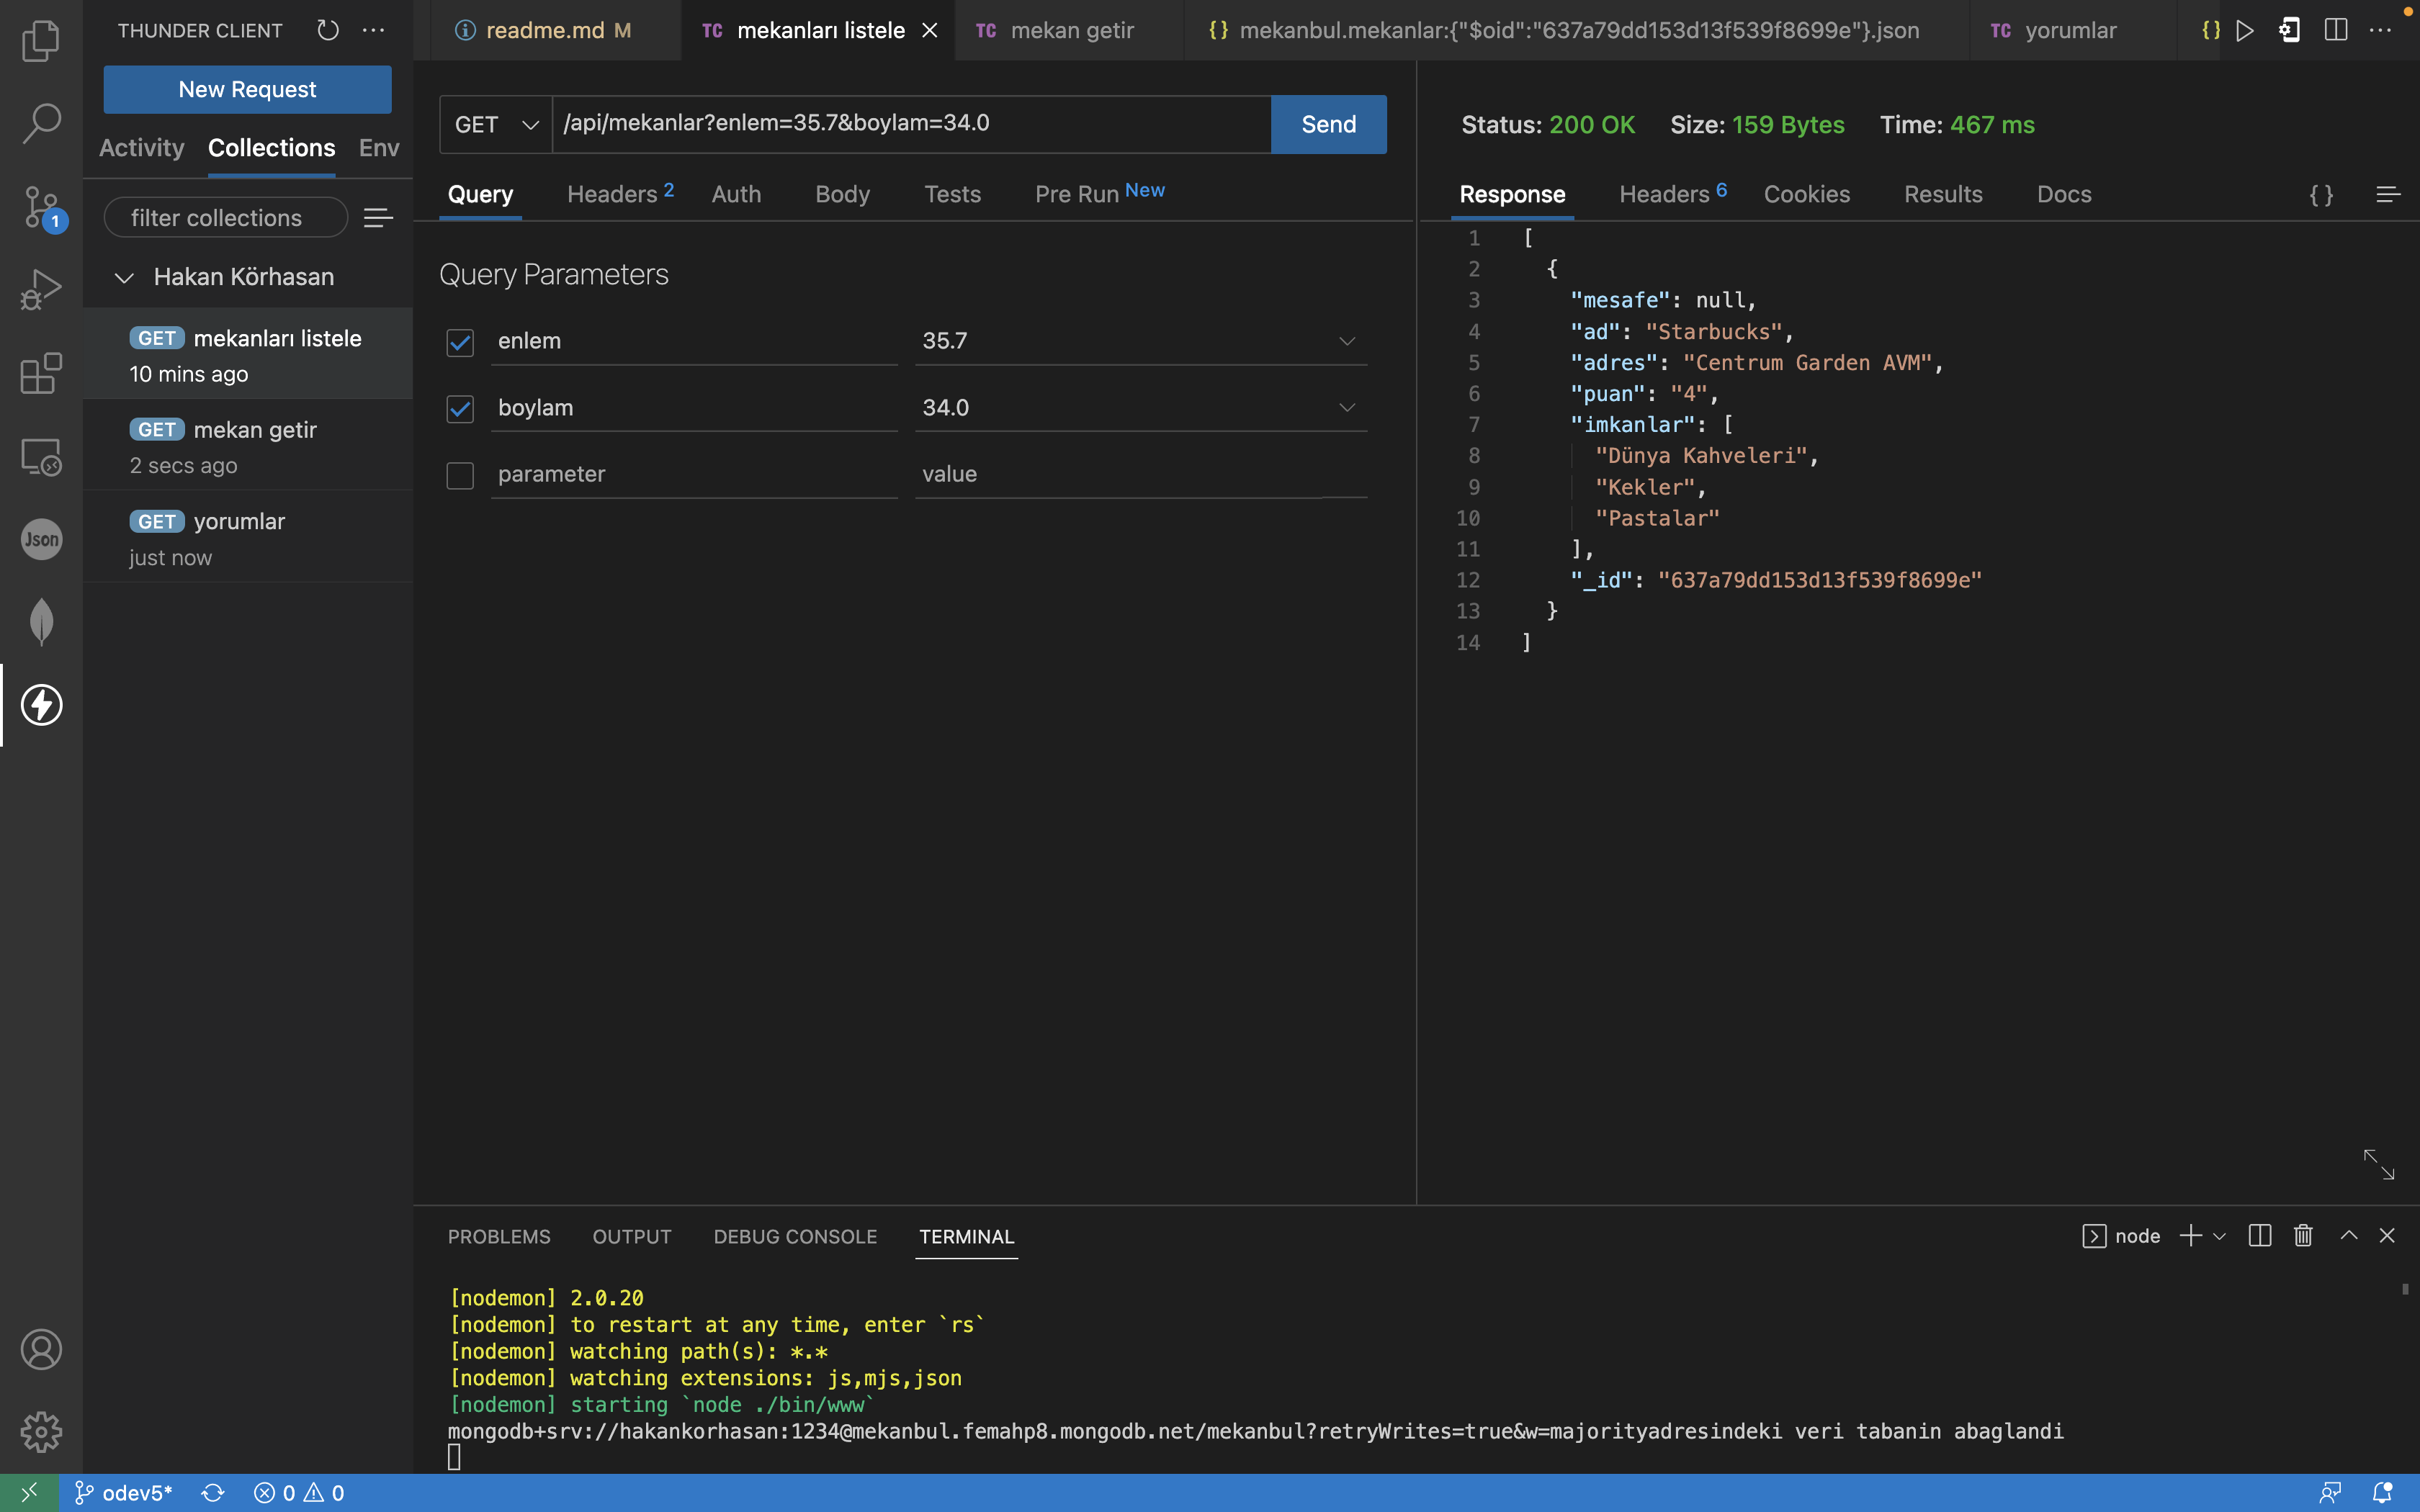 THUNDER CLIENT
readme.md M
TC mekanları listele
TC mekan getir
{} mekanbul.mekanlar:{"$oid":"637a79dd153d13f539f8699e"}.json
TC yorumlar
{}
New Request
Activity Collections Env
filter collections
Hakan Körhasan
GET mekanları listele
10 mins ago
GET mekan getir
2 secs ago
GET yorumlar
just now
1
Json
GET /api/mekanlar?enlem=35.7&boylam=34.0 Send
Query Headers 2 Auth Body Tests Pre Run New
Query Parameters
enlem 35.7
boylam 34.0
parameter value
Status: 200 OK Size: 159 Bytes Time: 467 ms
Response Headers 6 Cookies Results Docs {}
1 [
2 {
3 "mesafe": null,
4 "ad": "Starbucks",
5 "adres": "Centrum Garden AVM",
6 "puan": "4",
7 "imkanlar": [
8 "Dünya Kahveleri",
9 "Kekler",
10 "Pastalar"
11 ],
12 "_id": "637a79dd153d13f539f8699e"
13 }
14 ]
PROBLEMS OUTPUT DEBUG CONSOLE TERMINAL
node
[nodemon] 2.0.20
[nodemon] to restart at any time, enter `rs`
[nodemon] watching path(s): *.*
[nodemon] watching extensions: js,mjs,json
[nodemon] starting `node ./bin/www`
mongodb+srv://hakankorhasan:1234@mekanbul.femahp8.mongodb.net/mekanbul?retryWrites=true&w=majorityadresindeki veri tabanin abaglandi
odev5* 0 0